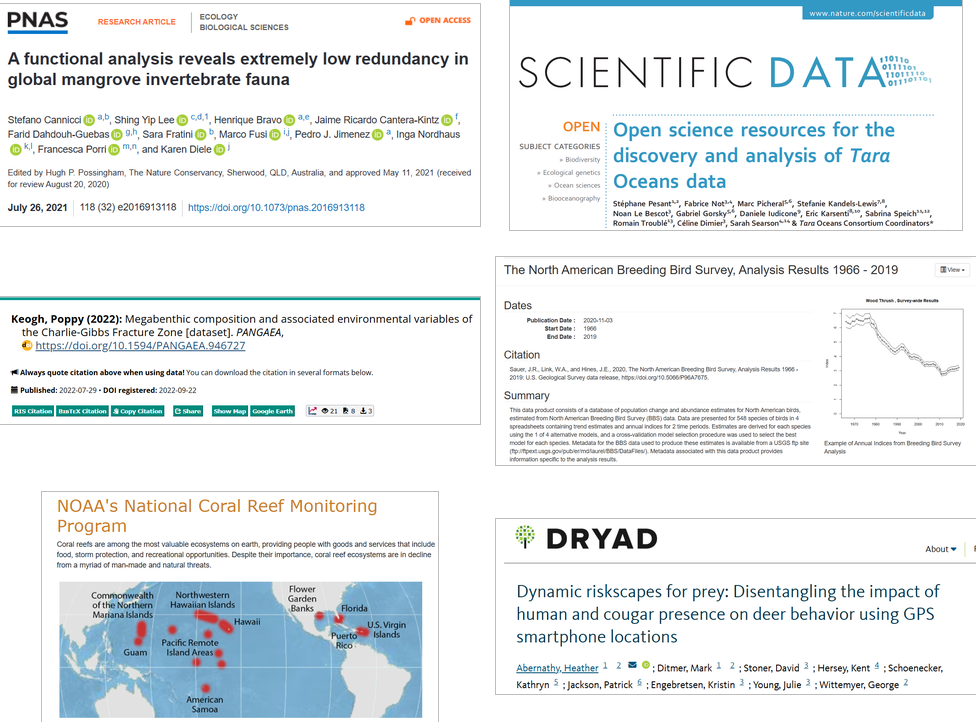 PNAS
RESEARCH ARTICLE
ECOLOGY
BIOLOGICAL SCIENCES
OPEN ACCESS
A functional analysis reveals extremely low redundancy in
global mangrove invertebrate fauna
Stefano Cannicci a,b, Shing Yip Lee c,d,1, Henrique Bravo a,e, Jaime Ricardo Cantera-Kintz f,
Farid Dahdouh-Guebas g,h, Sara Fratini b, Marco Fusi i,j, Pedro J. Jimenez a, Inga Nordhaus
k,l, Francesca Porri m,n, and Karen Diele j
Edited by Hugh P. Possingham, The Nature Conservancy, Sherwood, QLD, Australia, and approved May 11, 2021 (received
for review August 20, 2020)
July 26, 2021
118 (32) e2016913118
https://doi.org/10.1073/pnas.2016913118
www.nature.com/scientificdata
SCIENTIFIC DATA
OPEN
SUBJECT CATEGORIES
» Biodiversity
» Ecological genetics
» Ocean sciences
» Biooceanography
Open science resources for the
discovery and analysis of Tara
Oceans data
Stéphane Pesant1,2, Fabrice Not3,4, Marc Picheral5,6, Stefanie Kandels-Lewis7,8,
Noan Le Bescot3, Gabriel Gorsky5,6, Daniele Iudicone9, Eric Karsenti8,10, Sabrina Speich11,12,
Romain Troublé13, Céline Dimier3, Sarah Searson4,14 & Tara Oceans Consortium Coordinators*
Keogh, Poppy (2022): Megabenthic composition and associated environmental variables of
the Charlie-Gibbs Fracture Zone [dataset]. PANGAEA,
https://doi.org/10.1594/PANGAEA.946727
Always quote citation above when using data! You can download the citation in several formats below.
Published: 2022-07-29 • DOI registered: 2022-09-22
RIS Citation
BibTeX Citation
Copy Citation
Share
Show Map
Google Earth
21
8
3
The North American Breeding Bird Survey, Analysis Results 1966 - 2019
View
Dates
Publication Date : 2020-11-03
Start Date : 1966
End Date : 2019
Citation
Sauer, J.R., Link, W.A., and Hines, J.E., 2020, The North American Breeding Bird Survey, Analysis Results 1966 -
2019: U.S. Geological Survey data release, https://doi.org/10.5066/P96A7675.
Summary
This data product consists of a database of population change and abundance estimates for North American birds,
estimated from North American Breeding Survey (BBS) data. Data are presented for 548 species of birds in 4
spreadsheets containing trend estimates and annual indices for 2 time periods. Estimates are derived for each species
using the 1 of 4 alternative models, and a cross-validation model selection procedure was used to select the best
model for each species. Metadata for the BBS data used to produce these estimates is available from a USGS ftp site
(ftp://ftpext.usgs.gov/pub/er/md/laurel/BBS/DataFiles/). Metadata associated with this data product provides
information specific to the analysis results.
Wood Thrush , Survey-wide Results
Index
1970 1980 1990 2000 2010 2020
Year
Example of Annual Indices from Breeding Bird Survey
Analysis
NOAA's National Coral Reef Monitoring
Program
Coral reefs are among the most valuable ecosystems on earth, providing people with goods and services that include
food, storm protection, and recreational opportunities. Despite their importance, coral reef ecosystems are in decline
from a myriad of man-made and natural threats.
Commonwealth
of the Northern
Mariana Islands
Northwestern
Hawaiian Islands
Hawaii
Guam
Pacific Remote
Island Areas
American
Samoa
Flower
Garden
Banks
Florida
U.S. Virgin
Islands
Puerto
Rico
DRYAD
About
Dynamic riskscapes for prey: Disentangling the impact of
human and cougar presence on deer behavior using GPS
smartphone locations
Abernathy, Heather 1 2 ; Ditmer, Mark 1 2 ; Stoner, David 3 ; Hersey, Kent 4 ; Schoenecker,
Kathryn 5 ; Jackson, Patrick 6 ; Engebretsen, Kristin 3 ; Young, Julie 3 ; Wittemyer, George 2